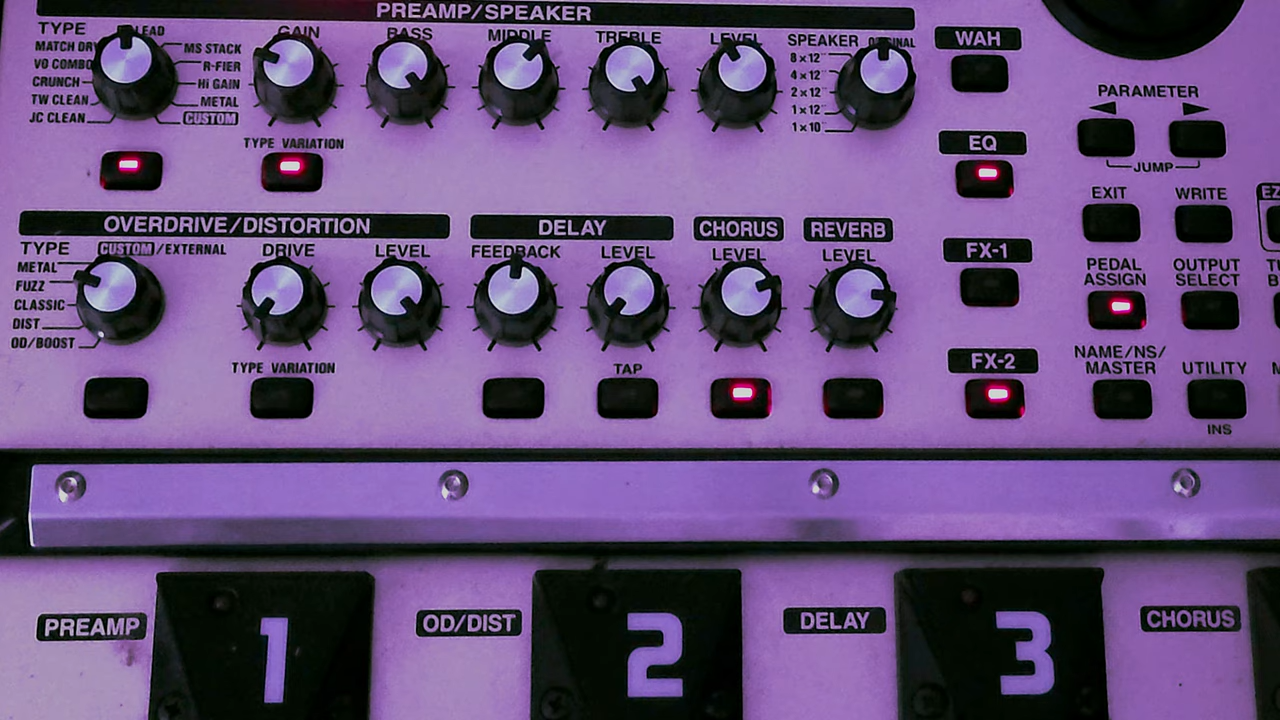 PREAMP/SPEAKER
TYPE
LEAD
MATCH DRV
VO COMBO
CRUNCH
TW CLEAN
JC CLEAN
MS STACK
R-FIER
Hi GAIN
METAL
CUSTOM
GAIN
BASS
MIDDLE
TREBLE
LEVEL
SPEAKER
8×12"
4×12"
2×12"
1×12"
1×10"
TYPE VARIATION
WAH
EQ
FX-1
FX-2
PARAMETER
JUMP
EXIT
WRITE
EZ
PEDAL
ASSIGN
OUTPUT
SELECT
NAME/NS/
MASTER
UTILITY
INS
OVERDRIVE/DISTORTION
TYPE
CUSTOM/EXTERNAL
METAL
FUZZ
CLASSIC
DIST
OD/BOOST
DRIVE
LEVEL
TYPE VARIATION
DELAY
FEEDBACK
LEVEL
TAP
CHORUS
LEVEL
REVERB
LEVEL
PREAMP
1
OD/DIST
2
DELAY
3
CHORUS